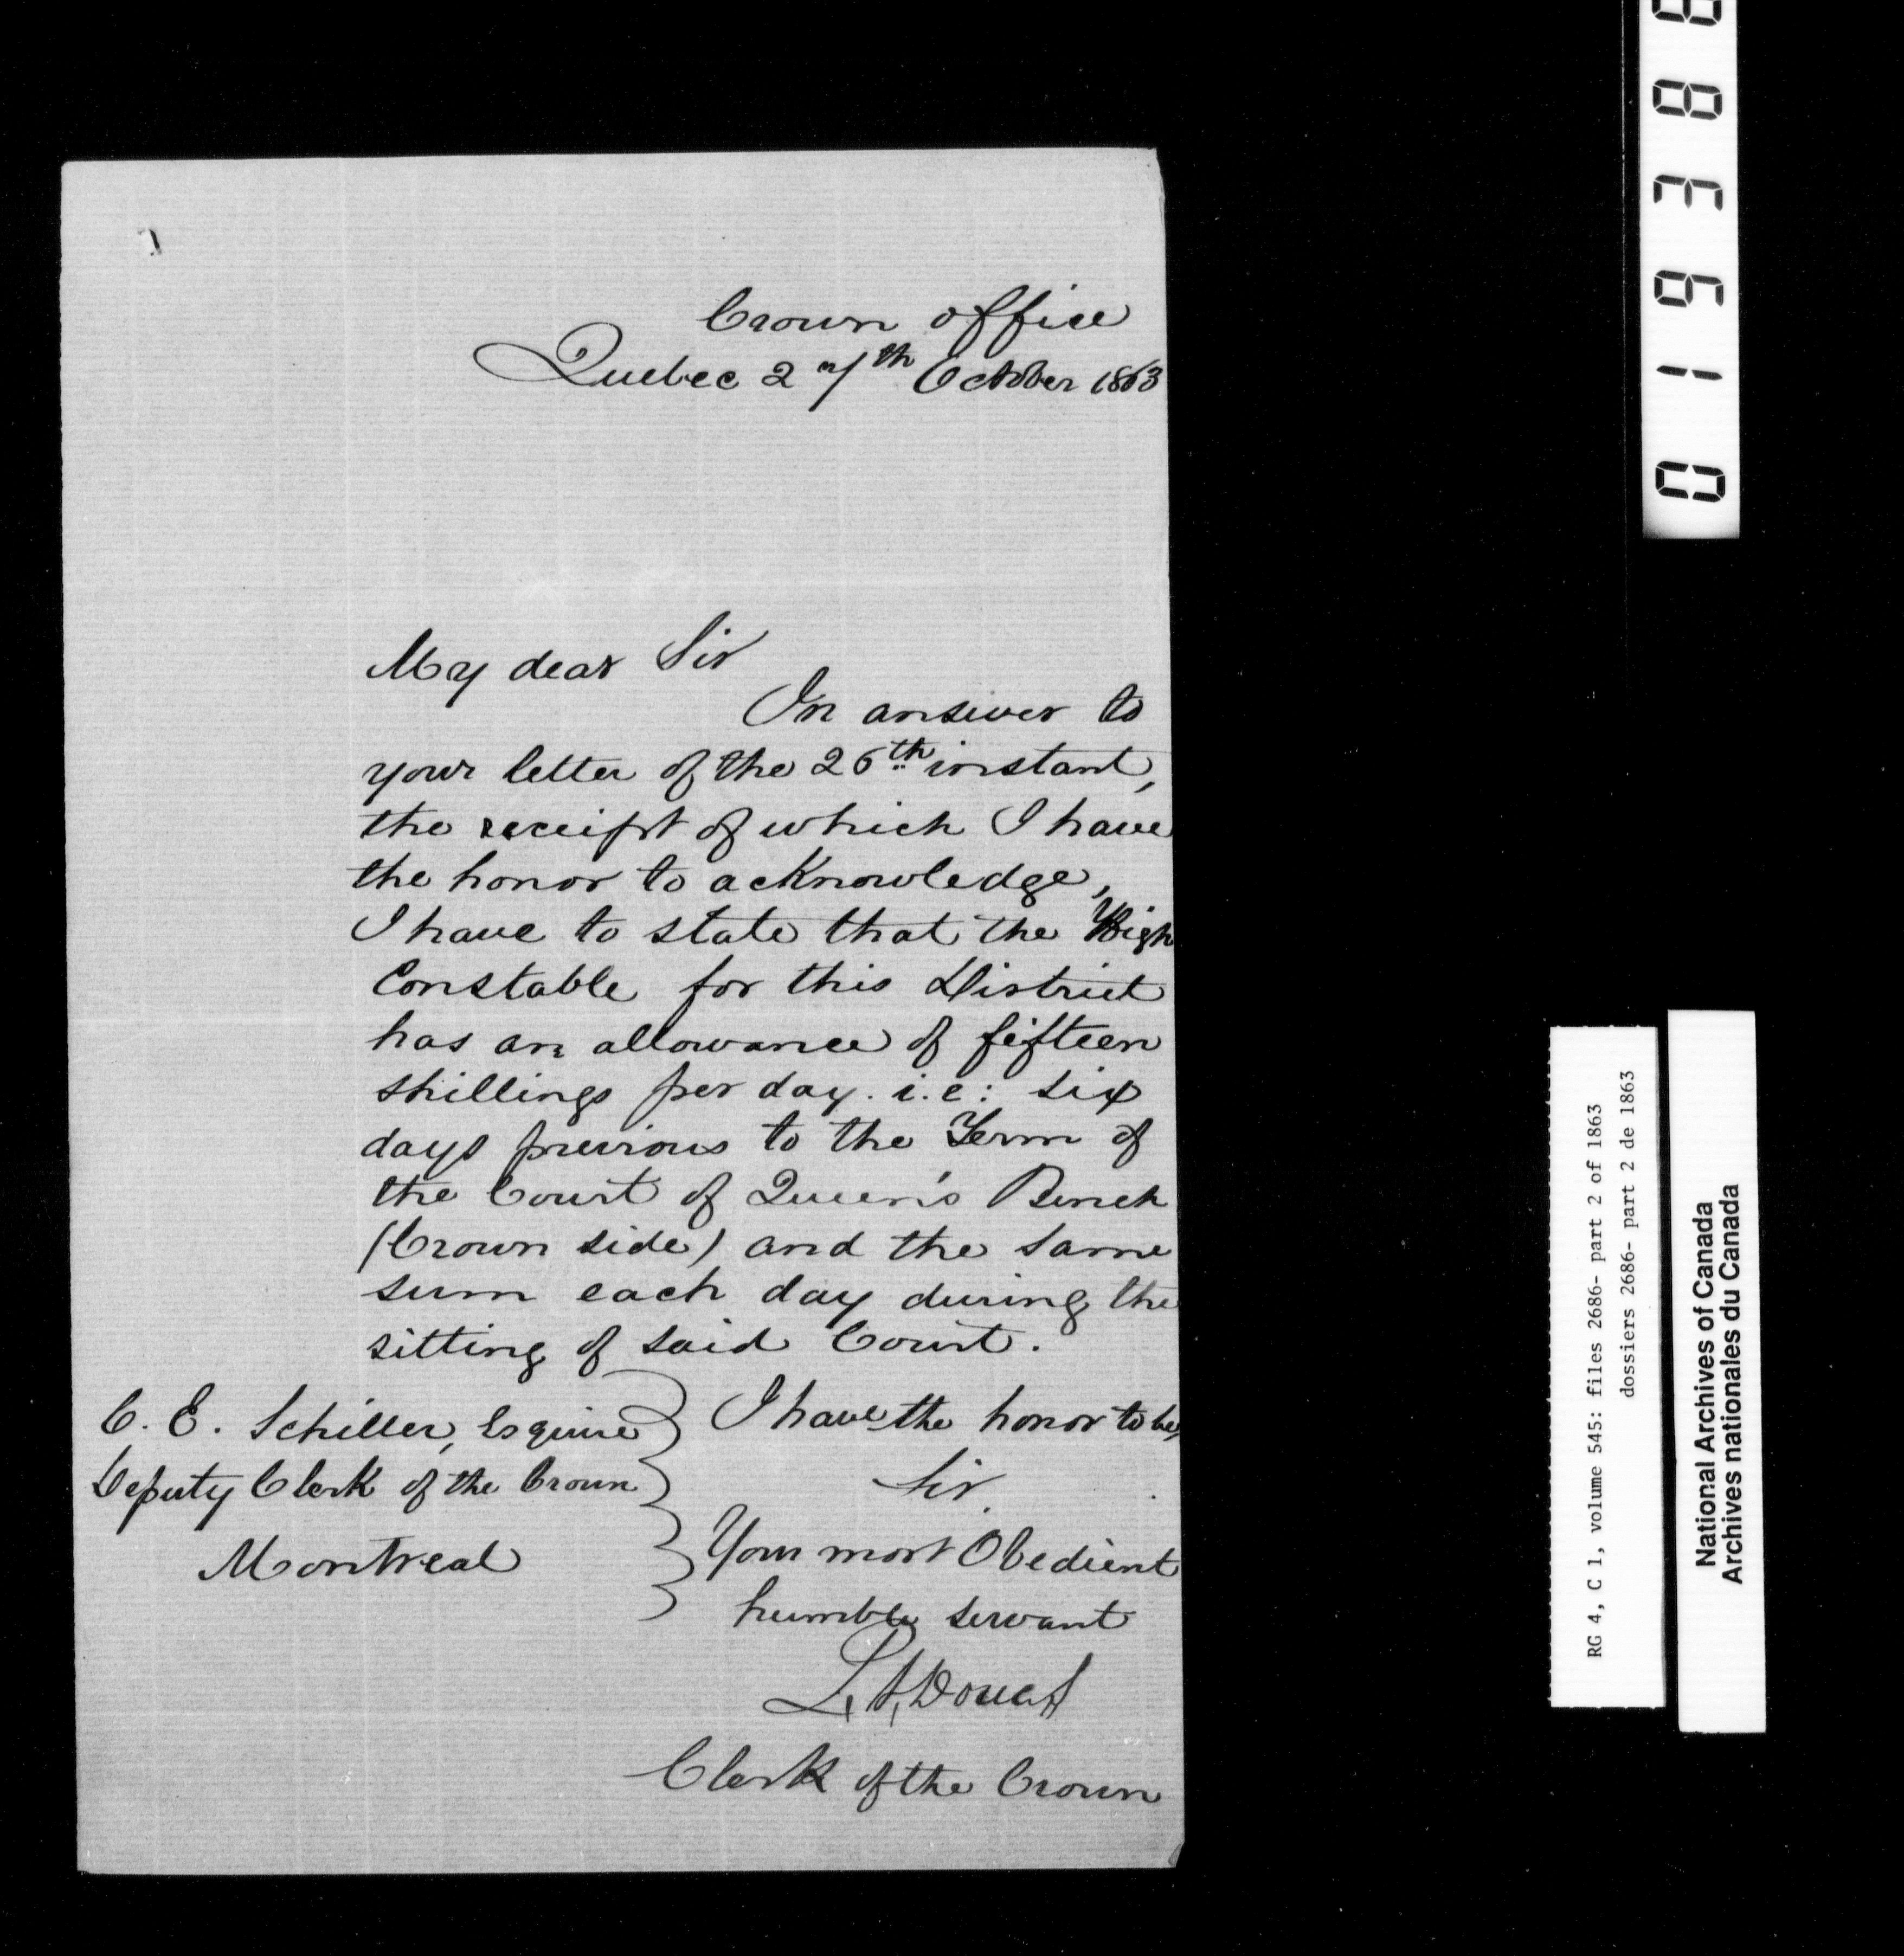 Crown office
Quebec 27th October 1863
My dear Sir
In answer to
your letter of the 26th instant,
the receipt of which I have
the honor to acknowledge,
I have to state that the High
Constable for this District
has an allowance of fifteen
shillings per day. i.e: six
days previous to the Term of
the Court of Queen's Bench
(Crown side) and the same
sum each day during the
sitting of said Court.
I have the honor to be,
Sir
Your most Obedient
humble servant
L. A,
Clerk of the Crown
C. E. Schiller, Esquire
Deputy Clerk of the Crown
Montreal
01938
RG 4, C 1, volume 545: files 2686- part 2 of 1863
dossiers 2686- part 2 de 1863
National Archives of Canada
Archives nationales du Canada